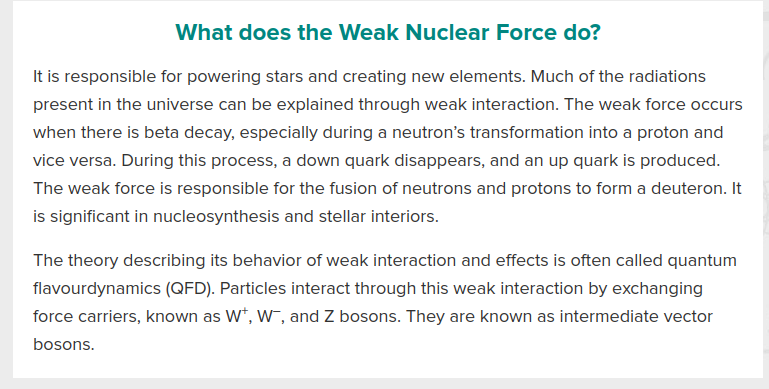 What does the Weak Nuclear Force do?
It is responsible for powering stars and creating new elements. Much of the radiations
present in the universe can be explained through weak interaction. The weak force occurs
when there is beta decay, especially during a neutron’s transformation into a proton and
vice versa. During this process, a down quark disappears, and an up quark is produced.
The weak force is responsible for the fusion of neutrons and protons to form a deuteron. It
is significant in nucleosynthesis and stellar interiors.
The theory describing its behavior of weak interaction and effects is often called quantum
flavourdynamics (QFD). Particles interact through this weak interaction by exchanging
force carriers, known as W⁺, W⁻, and Z bosons. They are known as intermediate vector
bosons.